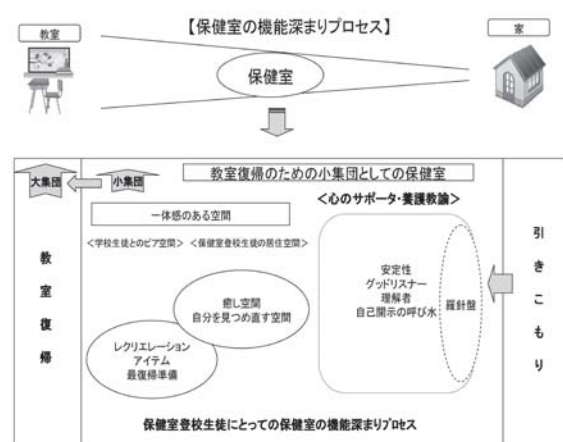 【保健室の機能深まりプロセス】
教室
家
保健室
大集団
小集団
教室復帰のための小集団としての保健室
＜心のサポータ・養護教諭＞
一体感のある空間
＜学校生徒とのピア空間＞
＜保健室登校生徒の居住空間＞
教室復帰
癒し空間
自分を見つめ直す空間
レクリエレーション
アイテム
最復帰準備
安定性
グッドリスナー
理解者
自己開示の呼び水
羅針盤
引きこもり
保健室登校生徒にとっての保健室の機能深まりプロセス